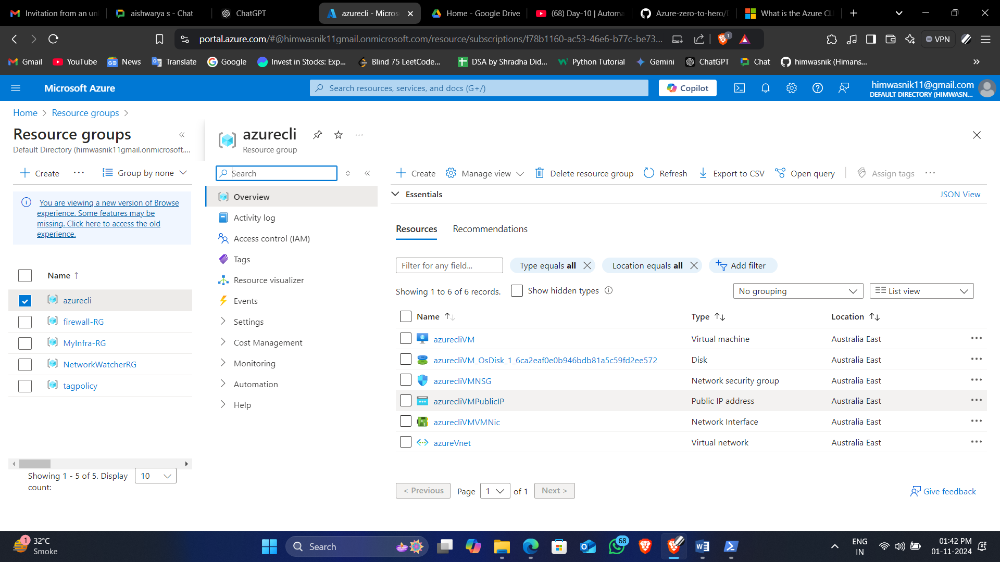 Invitation from an un
aishwarya s - Chat
ChatGPT
azurecli - Micros
Home - Google Drive
(68) Day-10 | Automa
Azure-zero-to-hero/
What is the Azure CL
portal.azure.com/#@himwasnik11gmail.onmicrosoft.com/resource/subscriptions/f78b1160-ac53-46e6-b77c-be73...
1
VPN
Gmail
YouTube
News
Translate
Google
Invest in Stocks: Exp...
Blind 75 LeetCode...
DSA by Shradha Did...
Python Tutorial
Gemini
ChatGPT
Chat
himwasnik (Himans...
Microsoft Azure
Search resources, services, and docs (G+/)
Copilot
himwasnik11@gmail.com
DEFAULT DIRECTORY (HIMWASN...
Home > Resource groups >
Resource groups
Default Directory (himwasnik11gmail.onmicrosoft....
Create
Group by none
You are viewing a new version of Browse
experience. Some features may be
missing. Click here to access the old
experience.
Name ↑
azurecli
firewall-RG
MyInfra-RG
NetworkWatcherRG
tagpolicy
Showing 1 - 5 of 5. Display
count:
10
azurecli
Resource group
Search
Overview
Activity log
Access control (IAM)
Tags
Resource visualizer
Events
Settings
Cost Management
Monitoring
Automation
Help
Create
Manage view
Delete resource group
Refresh
Export to CSV
Open query
Assign tags
Essentials
JSON View
Resources
Recommendations
Filter for any field...
Type equals all
Location equals all
Add filter
Showing 1 to 6 of 6 records.
Show hidden types
No grouping
List view
Name ↑↓ Type ↑↓ Location ↑↓
azurecliVM Virtual machine Australia East
azurecliVM_OsDisk_1_6ca2eaf0e0b946bdb81a5c59fd2ee572 Disk Australia East
azurecliVMNSG Network security group Australia East
azurecliVMPublicIP Public IP address Australia East
azurecliVMVMNic Network Interface Australia East
azureVnet Virtual network Australia East
< Previous
Page 1 of 1
Next >
Give feedback
1
32°C
Smoke
Search
68
ENG
IN
01:42 PM
01-11-2024